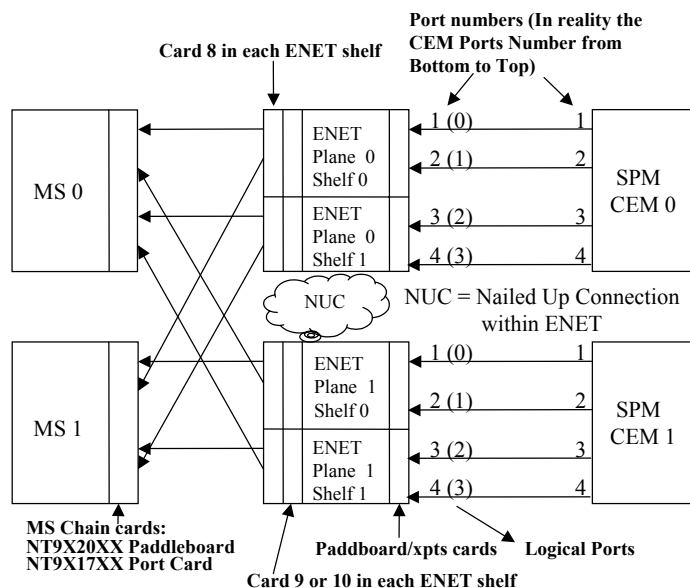 Port numbers (In reality the
CEM Ports Number from
Bottom to Top)
Card 8 in each ENET shelf
MS 0
ENET
Plane 0
Shelf 0
ENET
Plane 0
Shelf 1
1 (0)
2 (1)
3 (2)
4 (3)
1
2
3
4
SPM
CEM 0
NUC
NUC = Nailed Up Connection
within ENET
MS 1
ENET
Plane 1
Shelf 0
ENET
Plane 1
Shelf 1
1 (0)
2 (1)
3 (2)
4 (3)
1
2
3
4
SPM
CEM 1
MS Chain cards:
NT9X20XX Paddleboard
NT9X17XX Port Card
Paddboard/xpts cards
Logical Ports
Card 9 or 10 in each ENET shelf